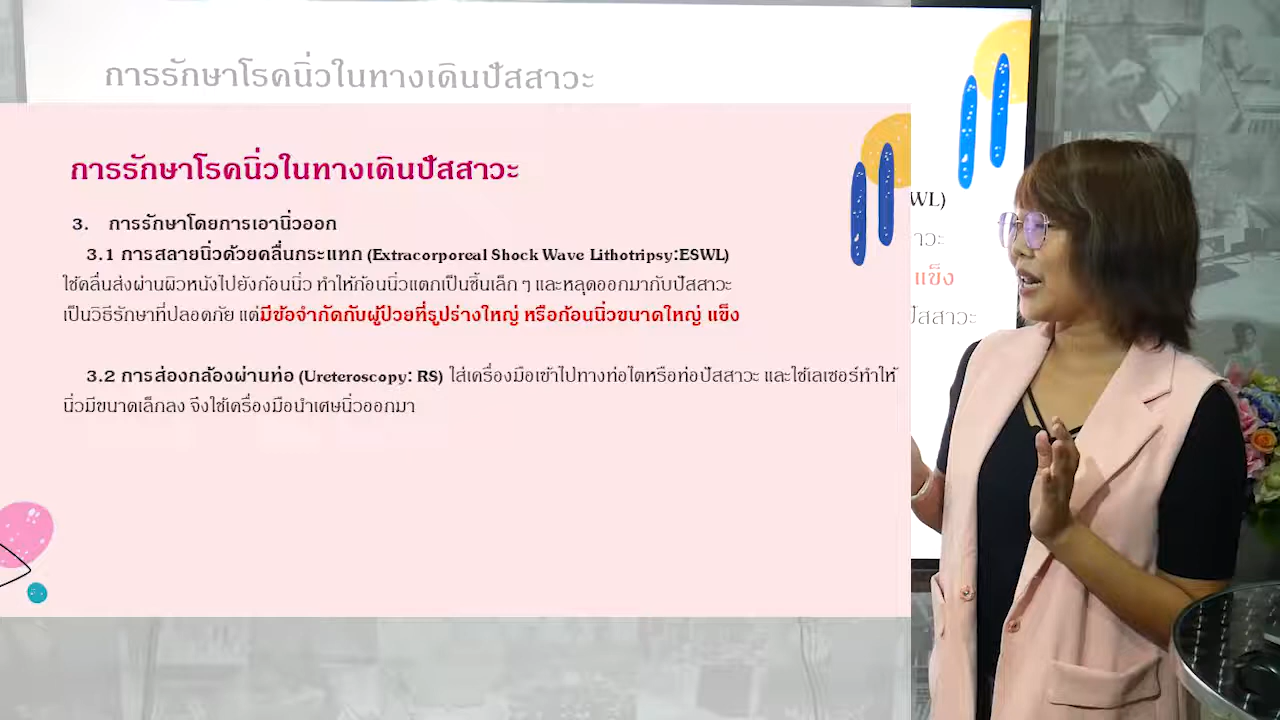 การรักษาโรคนิ่วในทางเดินปัสสาวะ
การรักษาโรคนิ่วในทางเดินปัสสาวะ
3. การรักษาโดยการเอานิ่วออก
3.1 การสลายนิ่วด้วยคลื่นกระแทก (Extracorporeal Shock Wave Lithotripsy:ESWL)
ใช้คลื่นส่งผ่านผิวหนังไปยังก้อนนิ่ว ทำให้ก้อนนิ่วแตกเป็นชิ้นเล็ก ๆ และหลุดออกมากับปัสสาวะ
เป็นวิธีรักษาที่ปลอดภัย แต่มีข้อจำกัดกับผู้ป่วยที่รูปร่างใหญ่ หรือก้อนนิ่วขนาดใหญ่ แข็ง
3.2 การส่องกล้องผ่านท่อ (Ureteroscopy: RS) ใส่เครื่องมือเข้าไปทางท่อไตหรือท่อปัสสาวะ และใช้เลเซอร์ทำให้
นิ่วมีขนาดเล็กลง จึงใช้เครื่องมือนำเศษนิ่วออกมา
WL)
าวะ
แข็ง
ปัสสาวะ